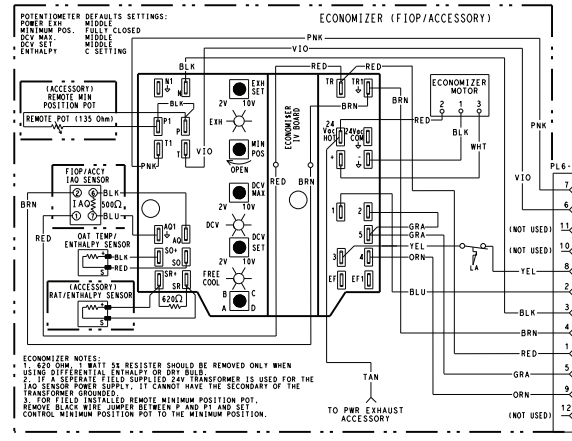 POTENTIOMETER DEFAULTS SETTINGS:
POWER EXH MIDDLE
MINIMUM POS. FULLY CLOSED
DCV MAX. MIDDLE
DCV SET MIDDLE
ENTHALPY C SETTING
ECONOMIZER (FIOP/ACCESSORY)
PNK
VIO
BLK
RED
RED
(ACCESSORY)
REMOTE MIN
POSITION POT
REMOTE POT (135 Ohm)
N1
N
BLK
P1
P
T1
T
PNK
VIO
EXH
SET
2V 10V
EXH
MIN
POS
OPEN
DCV
MAX
2V 10V
DCV
DCV
SET
2V 10V
FREE
COOL
B C
A D
ECONOMISER
IV BOARD
RED
BRN
TR
TR1
BRN
BRN
24
Vac
HOT
24Vac
COM
+
-
1
2
5
3
4
EF
EF1
ECONOMIZER
MOTOR
2 1 3
RED
BLK
WHT
PNK
VIO
FIOP/ACCY
IAQ SENSOR
2 6
IAQ
500Ω
1 7
BLK
BLU
BRN
RED
OAT TEMP/
ENTHALPY SENSOR
+
S
BLK
RED
(ACCESSORY)
RAT/ENTHALPY SENSOR
+
S
AQ1
AQ
SO+
SO
SR+
SR
620Ω
GRA
GRA
YEL
ORN
LA
BLU
TAN
TO PWR EXHAUST
ACCESSORY
PL6-
7
6
(NOT USED) 11
(NOT USED) 10
YEL 8
2
BLK 3
BRN 4
RED 1
GRA 5
ORN 9
(NOT USED) 12
ECONOMIZER NOTES:
1. 620 OHM, 1 WATT 5% RESISTER SHOULD BE REMOVED ONLY WHEN
USING DIFFERENTIAL ENTHALPY OR DRY BULB.
2. IF A SEPERATE FIELD SUPPLIED 24V TRANSFORMER IS USED FOR THE
IAQ SENSOR POWER SUPPLY, IT CANNOT HAVE THE SECONDARY OF THE
TRANSFORMER GROUNDED.
3. FOR FIELD INSTALLED REMOTE MINIMUM POSITION POT,
REMOVE BLACK WIRE JUMPER BETWEEN P AND P1 AND SET
CONTROL MINIMUM POSITION POT TO THE MINIMUM POSITION.